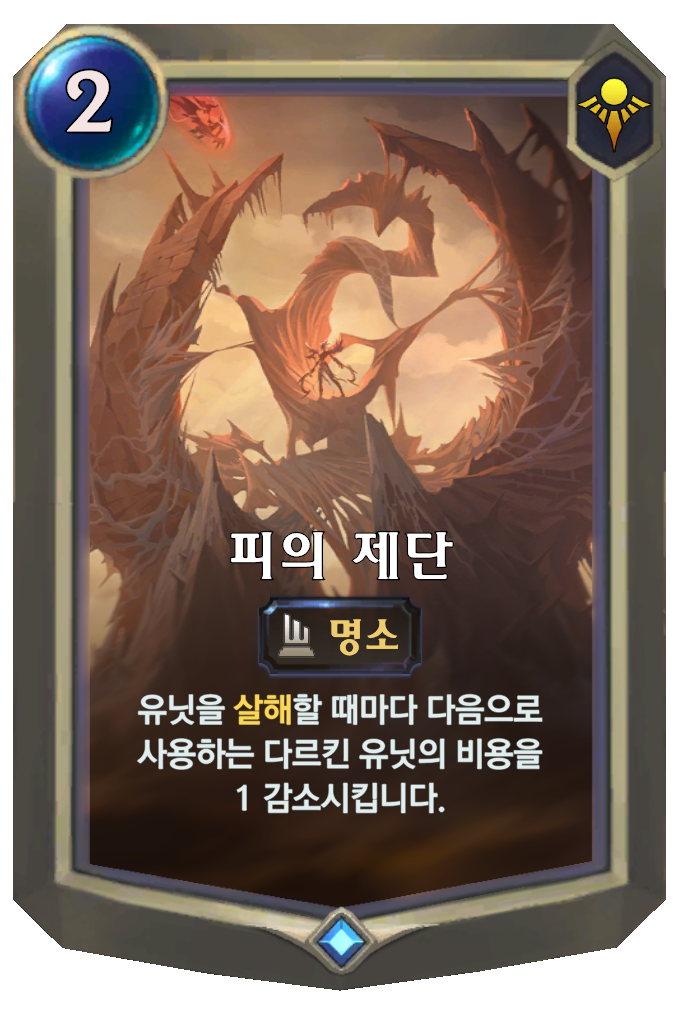 2
피의 제단
명소
유닛을 살해할 때마다 다음으로
사용하는 다르킨 유닛의 비용을
1 감소시킵니다.